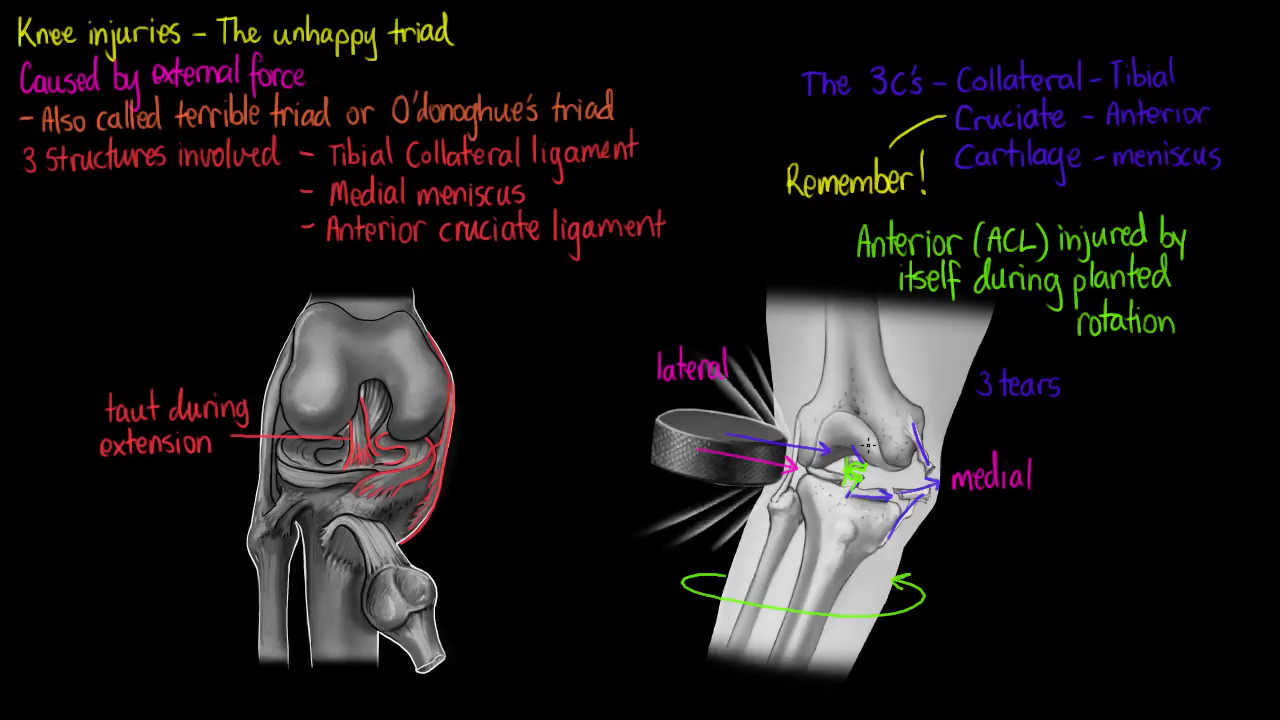 Knee injuries - The unhappy triad
Caused by external force
- Also called terrible triad or O'donoghue's triad
3 Structures involved - Tibial Collateral ligament
- Medial meniscus
- Anterior cruciate ligament
The 3C's - Collateral - Tibial
Cruciate - Anterior
Cartilage - meniscus
Remember!
Anterior (ACL) injured by
itself during planted
rotation
taut during
extension
lateral
3 tears
medial